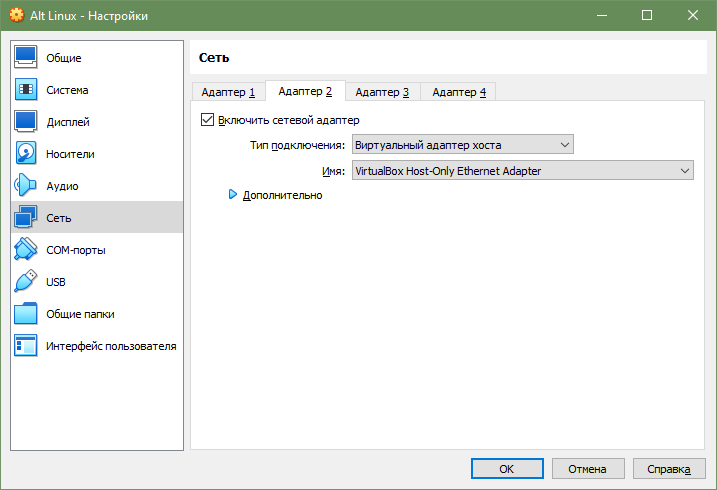 Alt Linux - Настройки
Общие
Система
Дисплей
Носители
Аудио
Сеть
COM-порты
USB
Общие папки
Интерфейс пользователя
Сеть
Адаптер 1
Адаптер 2
Адаптер 3
Адаптер 4
Включить сетевой адаптер
Тип подключения: Виртуальный адаптер хоста
Имя: VirtualBox Host-Only Ethernet Adapter
Дополнительно
OK
Отмена
Справка